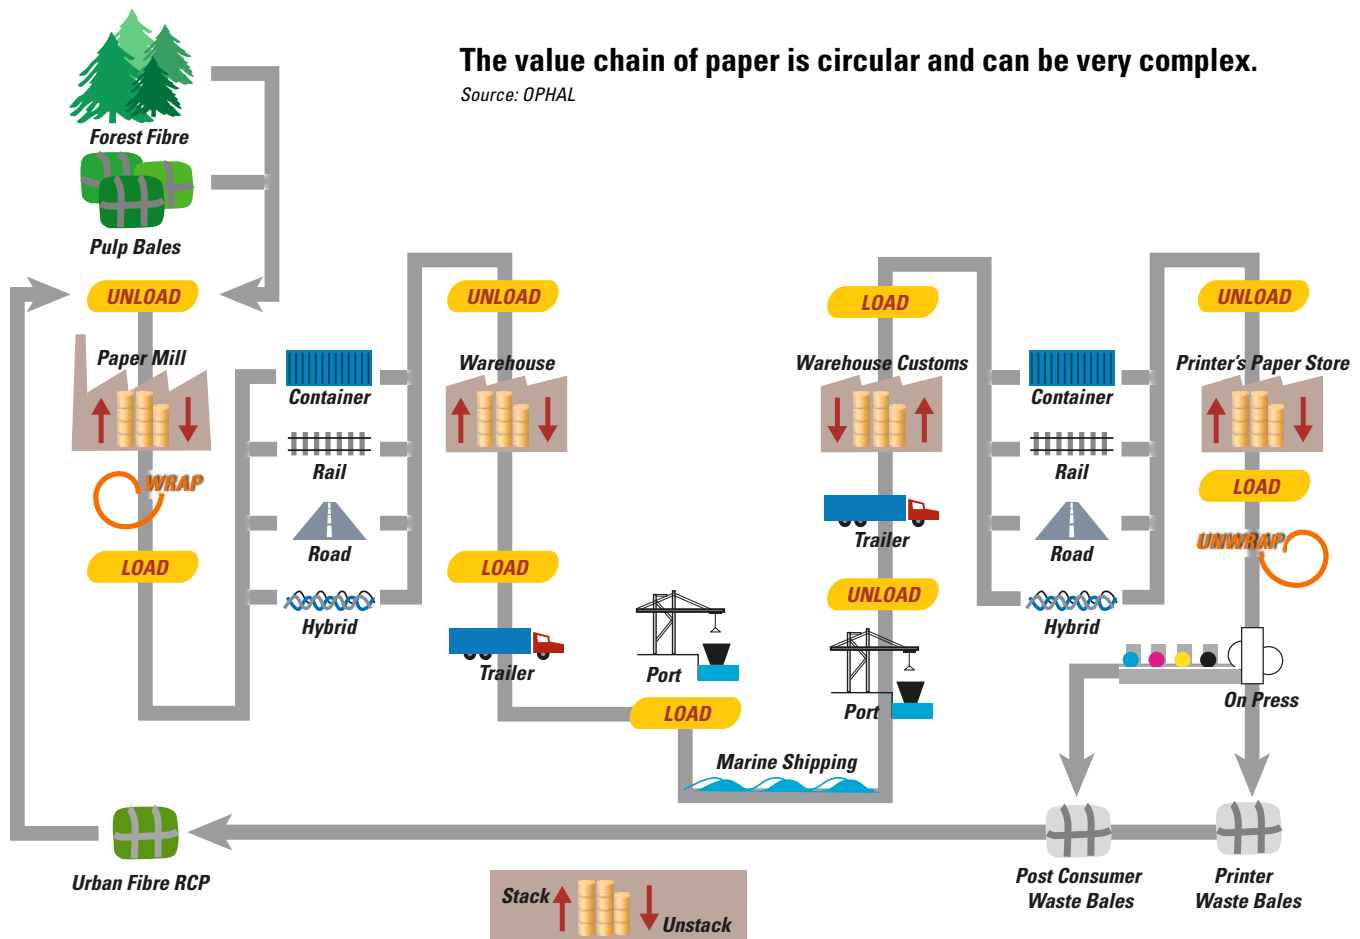 The value chain of paper is circular and can be very complex.
Source: OPHAL
Forest Fibre
Pulp Bales
UNLOAD
Paper Mill
WRAP
LOAD
Container
Rail
Road
Hybrid
UNLOAD
Warehouse
LOAD
Trailer
Port
LOAD
Marine Shipping
Port
UNLOAD
Trailer
Warehouse Customs
LOAD
Container
Rail
Road
Hybrid
UNLOAD
Printer's Paper Store
LOAD
UNWRAP
On Press
Post Consumer
Waste Bales
Printer
Waste Bales
Urban Fibre RCP
Stack
Unstack